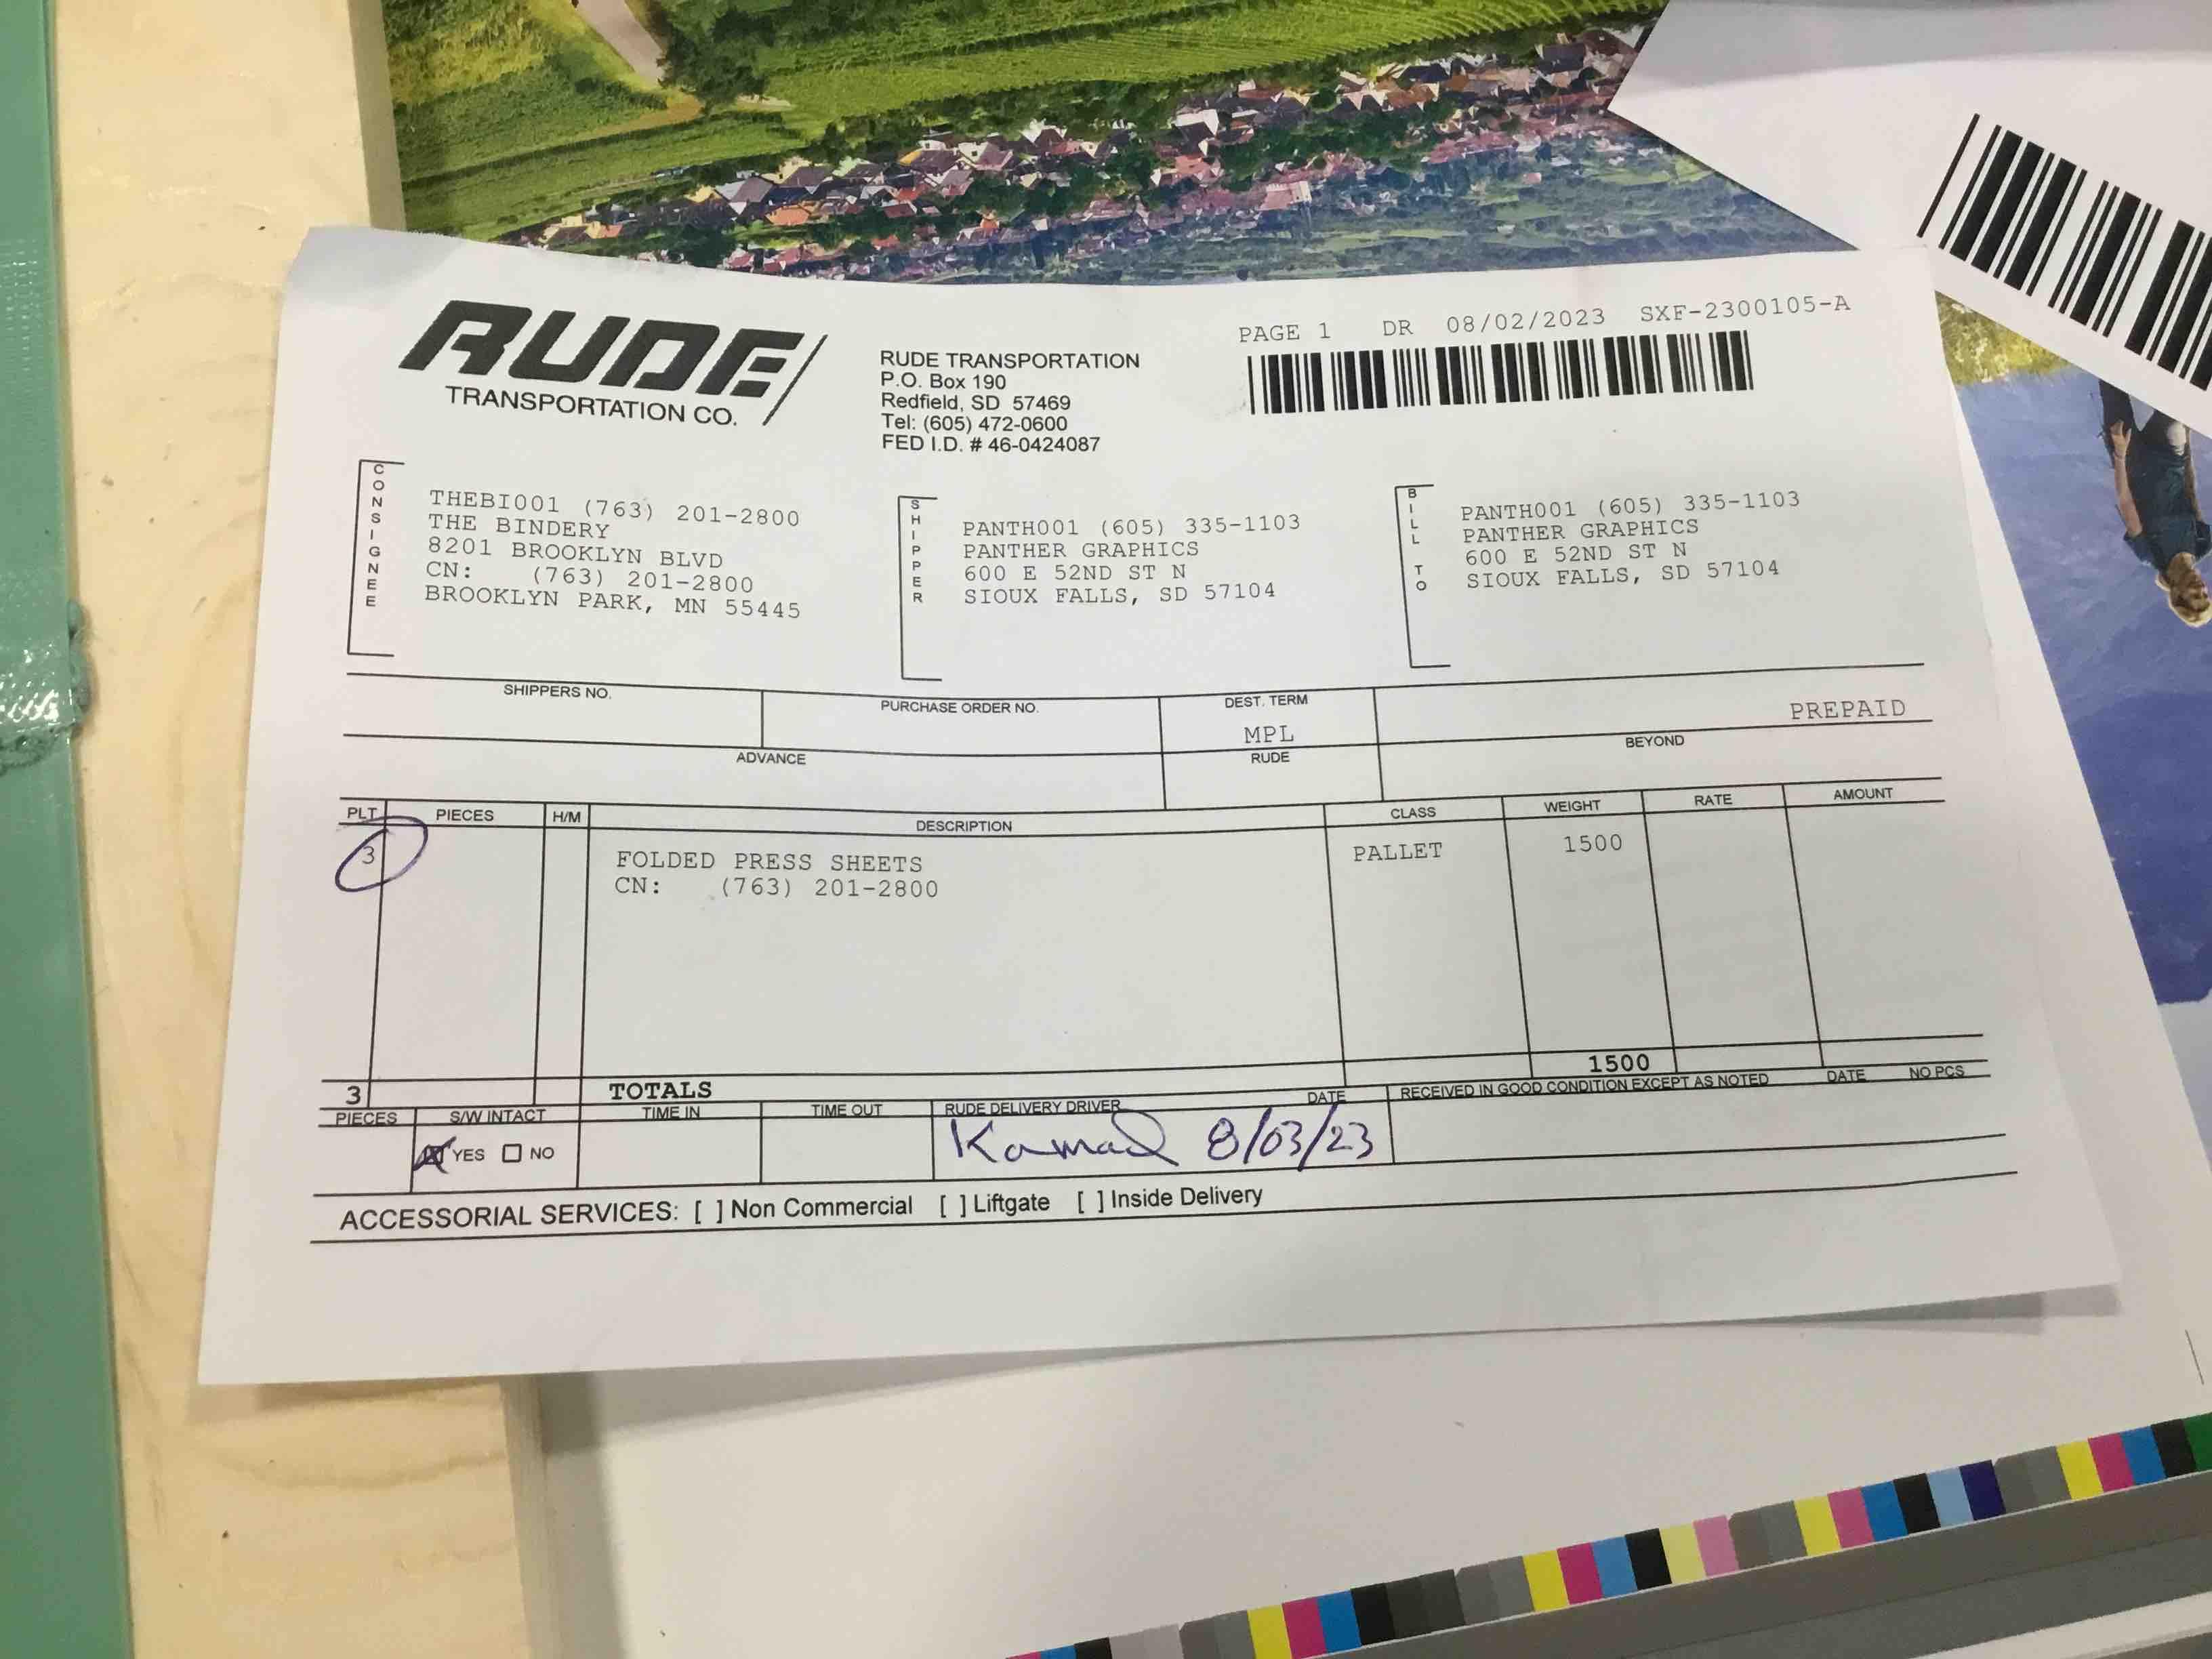 RUDE
TRANSPORTATION CO.
RUDE TRANSPORTATION
P.O. Box 190
Redfield, SD 57469
Tel: (605) 472-0600
FED I.D. # 46-0424087
PAGE 1 DR 08/02/2023 SXF-2300105-A
CONSIGNEE
THEBI001 (763) 201-2800
THE BINDERY
8201 BROOKLYN BLVD
CN: (763) 201-2800
BROOKLYN PARK, MN 55445
SHIPPER
PANTH001 (605) 335-1103
PANTHER GRAPHICS
600 E 52ND ST N
SIOUX FALLS, SD 57104
BILL TO
PANTH001 (605) 335-1103
PANTHER GRAPHICS
600 E 52ND ST N
SIOUX FALLS, SD 57104
SHIPPERS NO. PURCHASE ORDER NO. DEST. TERM
MPL PREPAID
ADVANCE RUDE BEYOND
PLT PIECES H/M DESCRIPTION CLASS WEIGHT RATE AMOUNT
3 FOLDED PRESS SHEETS PALLET 1500
CN: (763) 201-2800
3 TOTALS 1500
PIECES S/W INTACT TIME IN TIME OUT RUDE DELIVERY DRIVER DATE RECEIVED IN GOOD CONDITION EXCEPT AS NOTED DATE NO PCS
YES NO Kamal 8/03/23
ACCESSORIAL SERVICES: [ ] Non Commercial [ ] Liftgate [ ] Inside Delivery